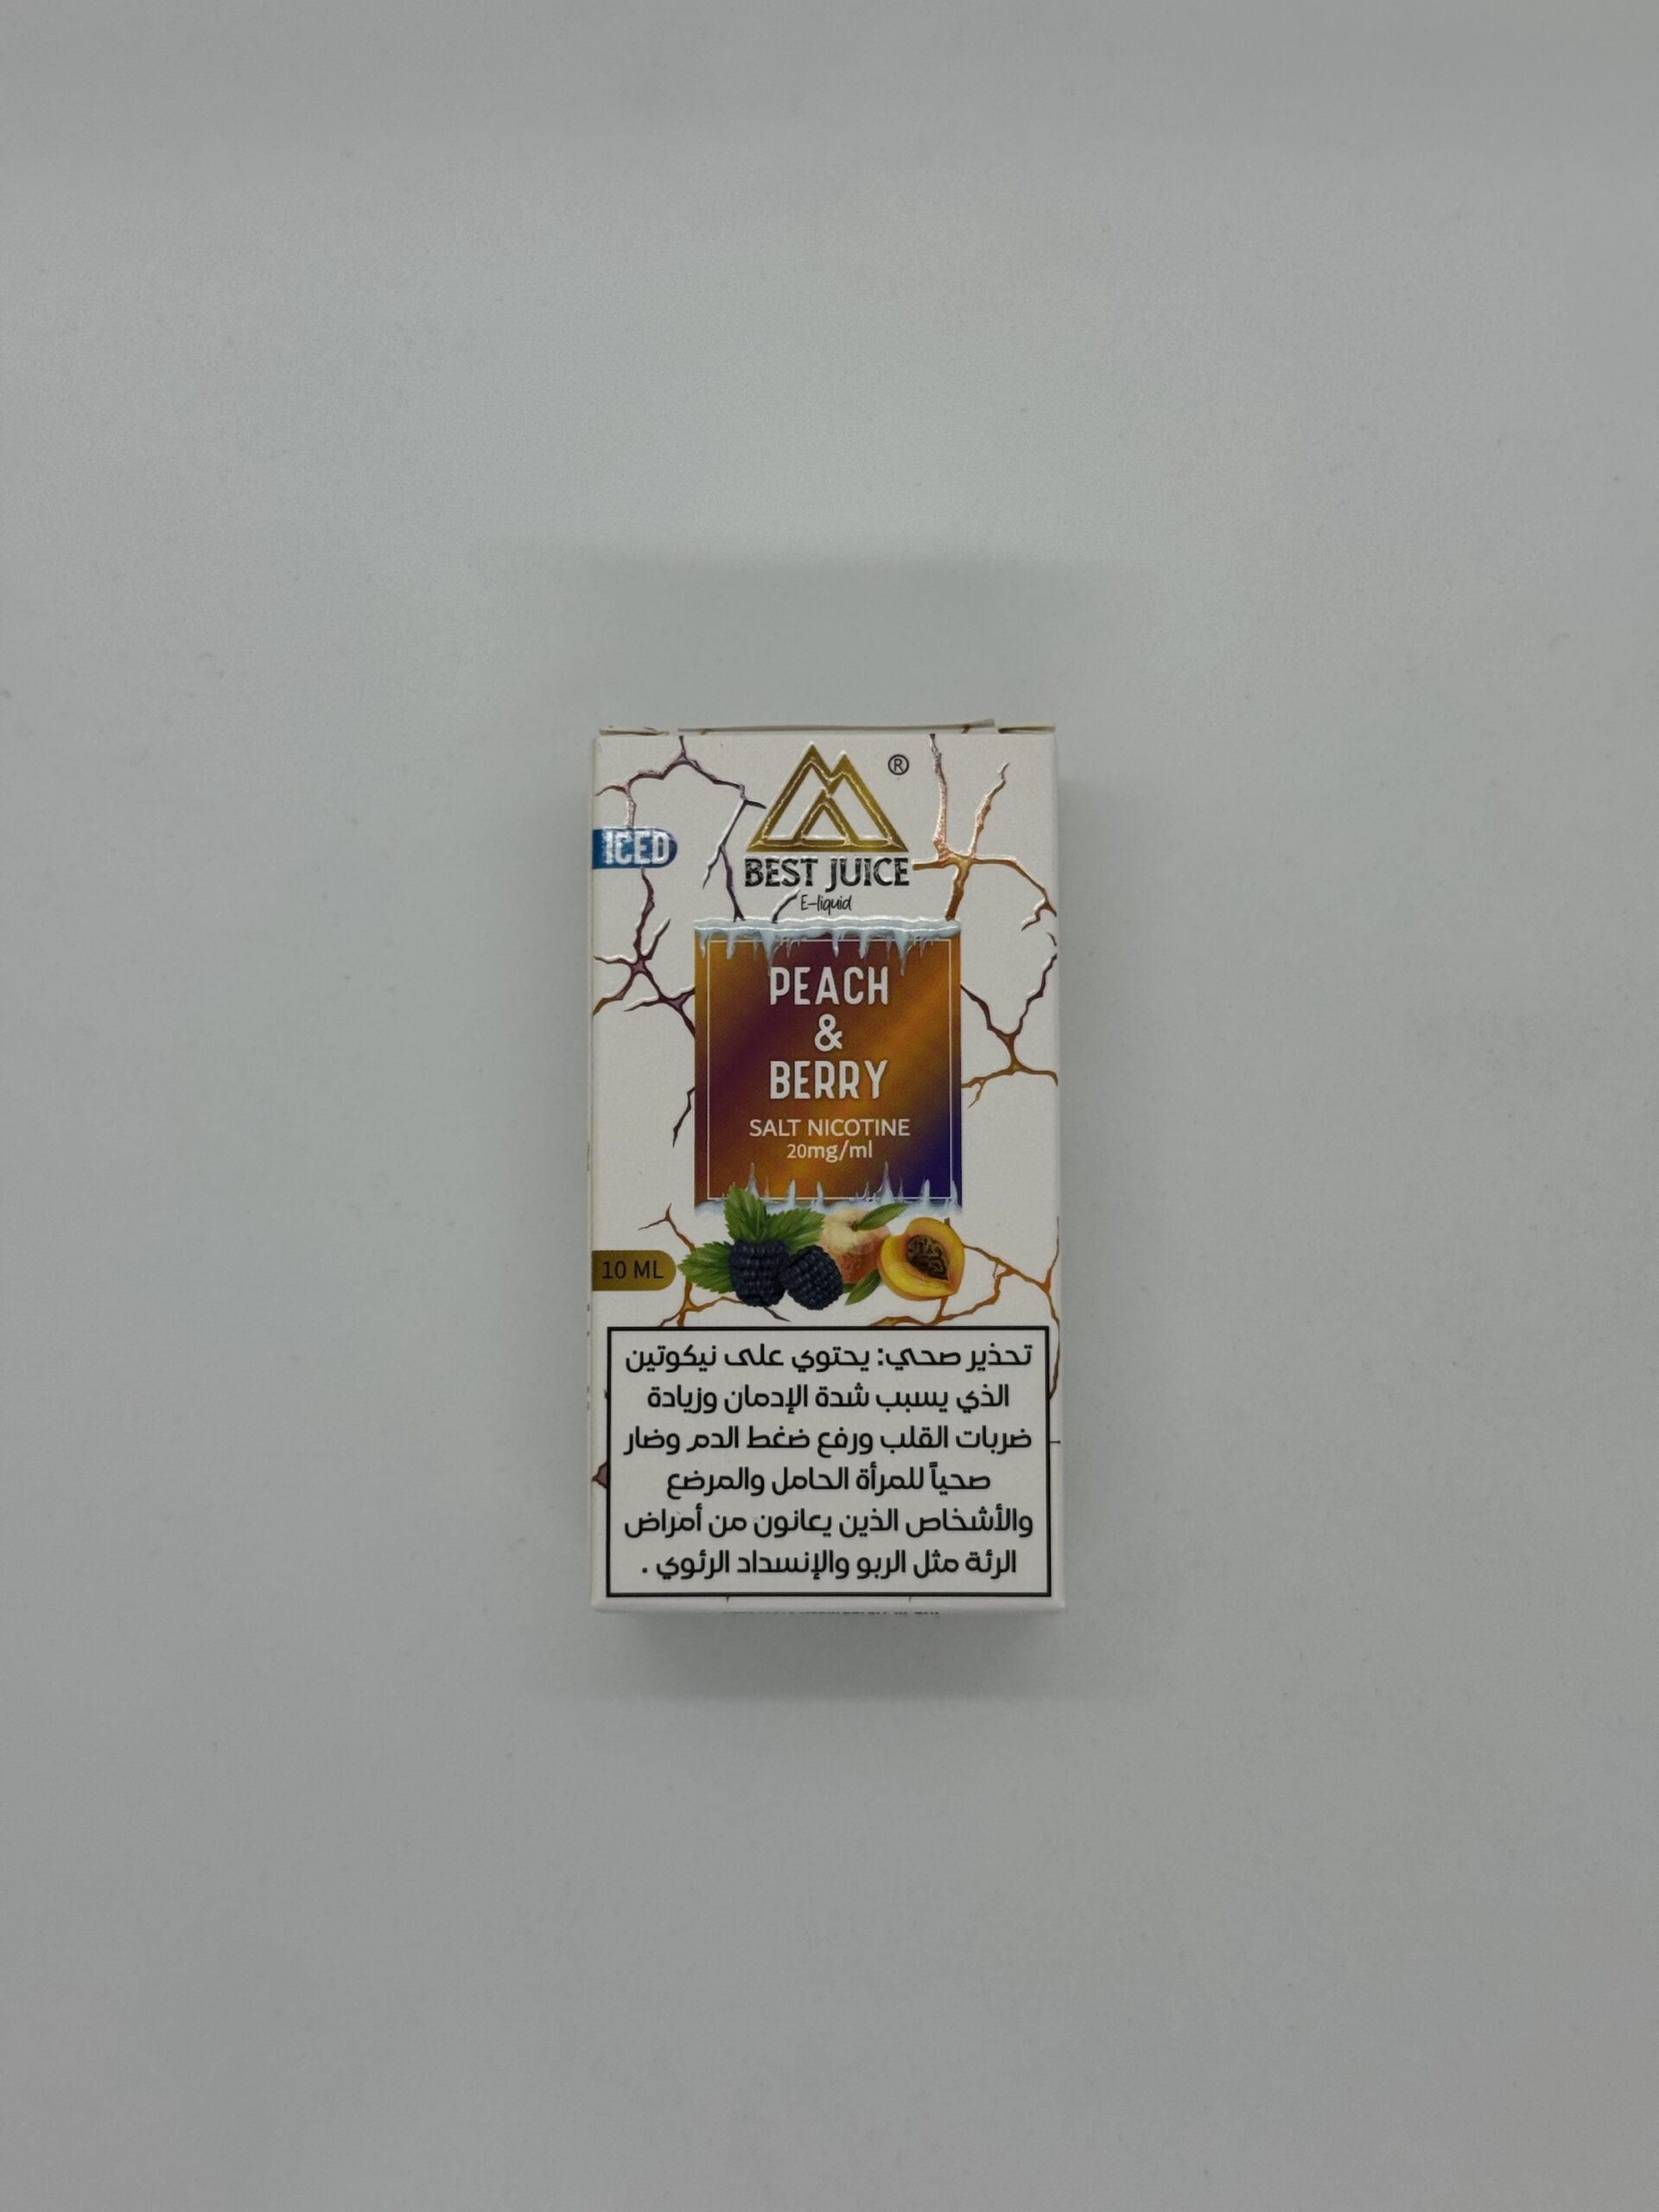 ®
ICED
BEST JUICE
E-liquid
PEACH
&
BERRY
SALT NICOTINE
20mg/ml
10 ML
تحذير صحي: يحتوي على نيكوتين
الذي يسبب شدة الإدمان وزيادة
ضربات القلب ورفع ضغط الدم وضار
صحياً للمرأة الحامل والمرضع
والأشخاص الذين يعانون من أمراض
الرئة مثل الربو والإنسداد الرئوي .